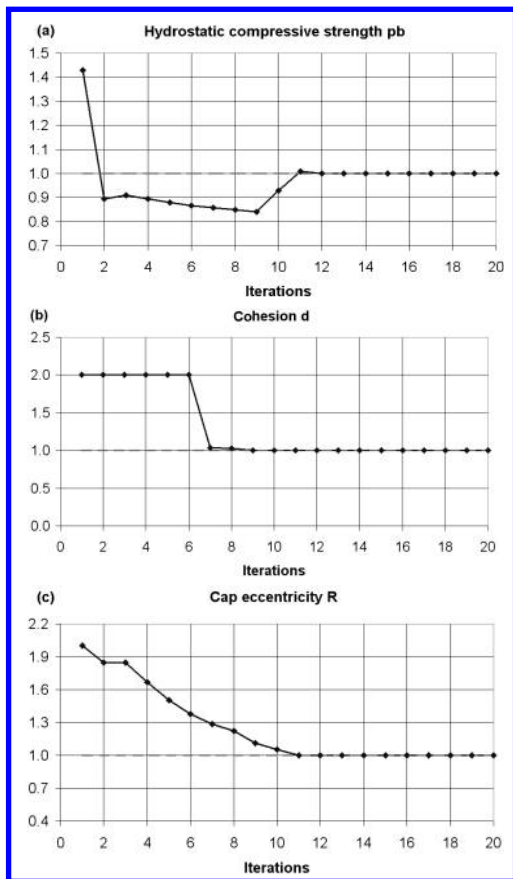 (a) Hydrostatic compressive strength pb
1.5
1.4
1.3
1.2
1.1
1.0
0.9
0.8
0.7
0 2 4 6 8 10 12 14 16 18 20
Iterations
(b) Cohesion d
2.5
2.0
1.5
1.0
0.5
0.0
0 2 4 6 8 10 12 14 16 18 20
Iterations
(c) Cap eccentricity R
2.2
1.9
1.6
1.3
1.0
0.7
0.4
0 2 4 6 8 10 12 14 16 18 20
Iterations